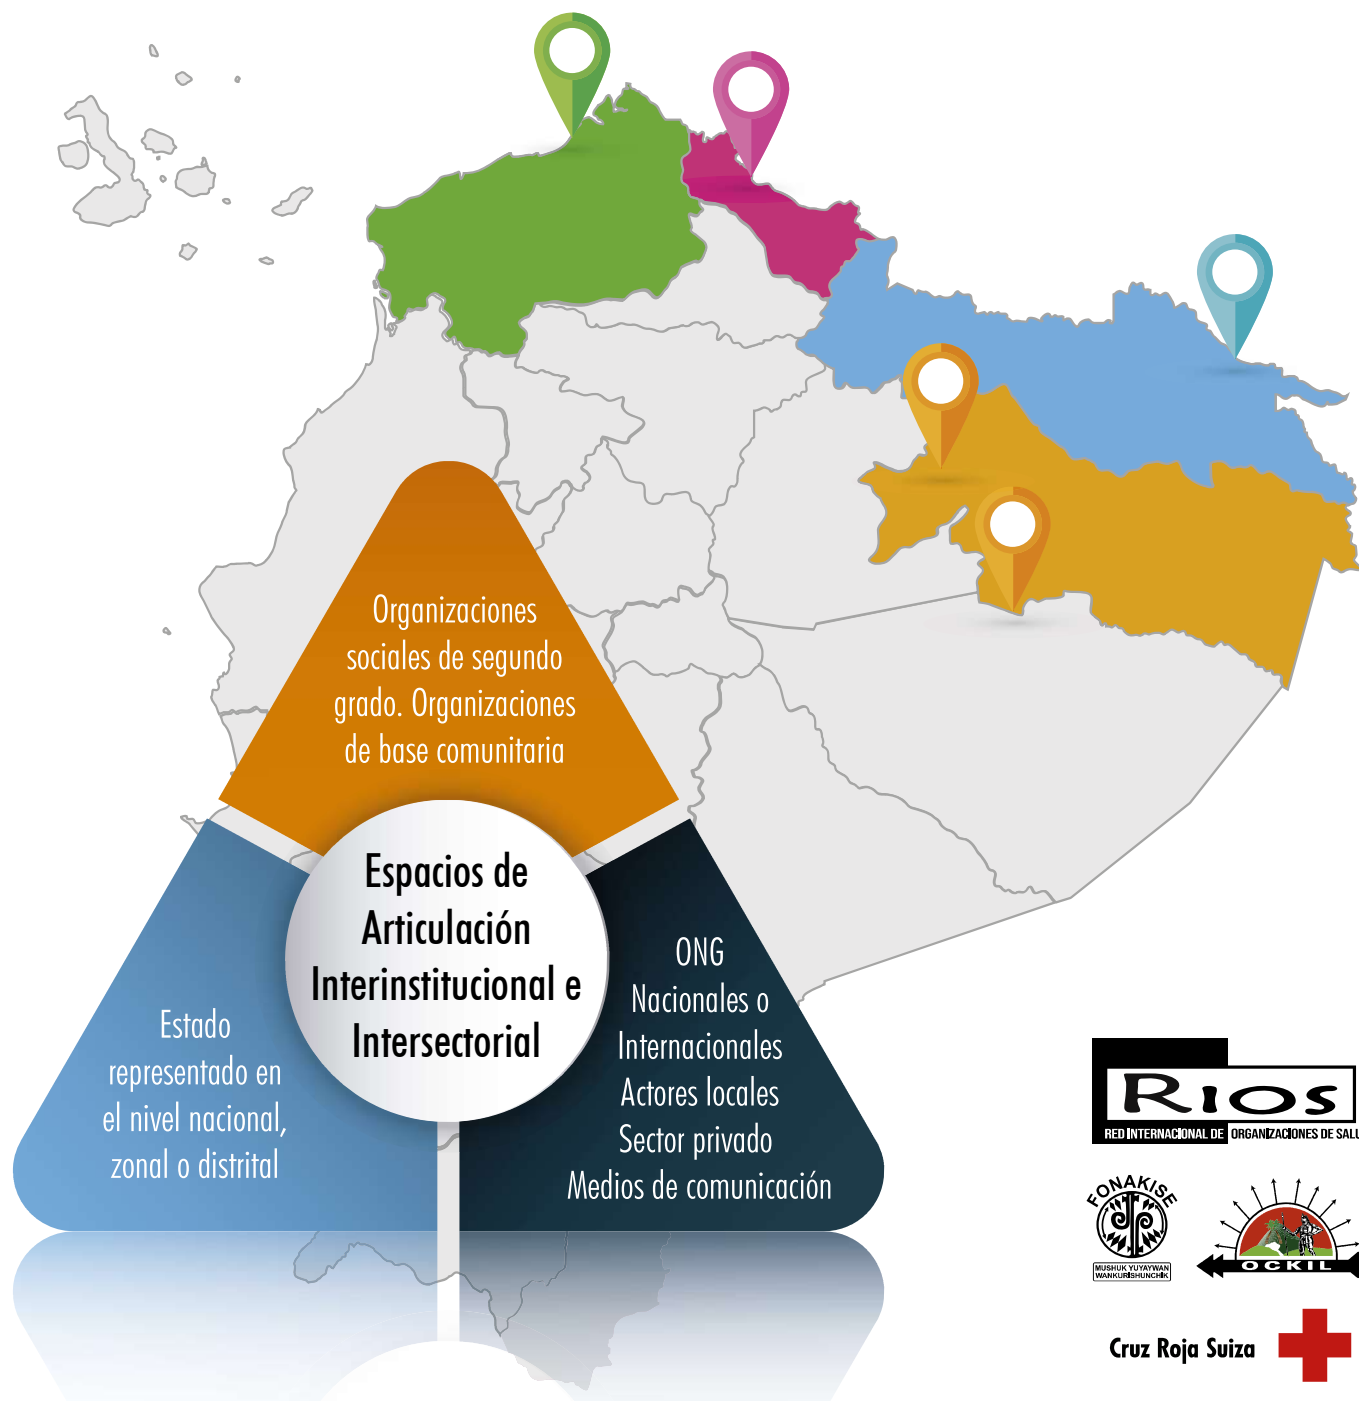 Organizaciones
sociales de segundo
grado. Organizaciones
de base comunitaria
Espacios de
Articulación
Interinstitucional e
Intersectorial
Estado
representado en
el nivel nacional,
zonal o distrital
ONG
Nacionales o
Internacionales
Actores locales
Sector privado
Medios de comunicación
RIOS
RED INTERNACIONAL DE ORGANIZACIONES DE SALU
FONAKISE
MUSHUK YUYAYWAN
WANKURISHUNCHIK
OCKIL
Cruz Roja Suiza